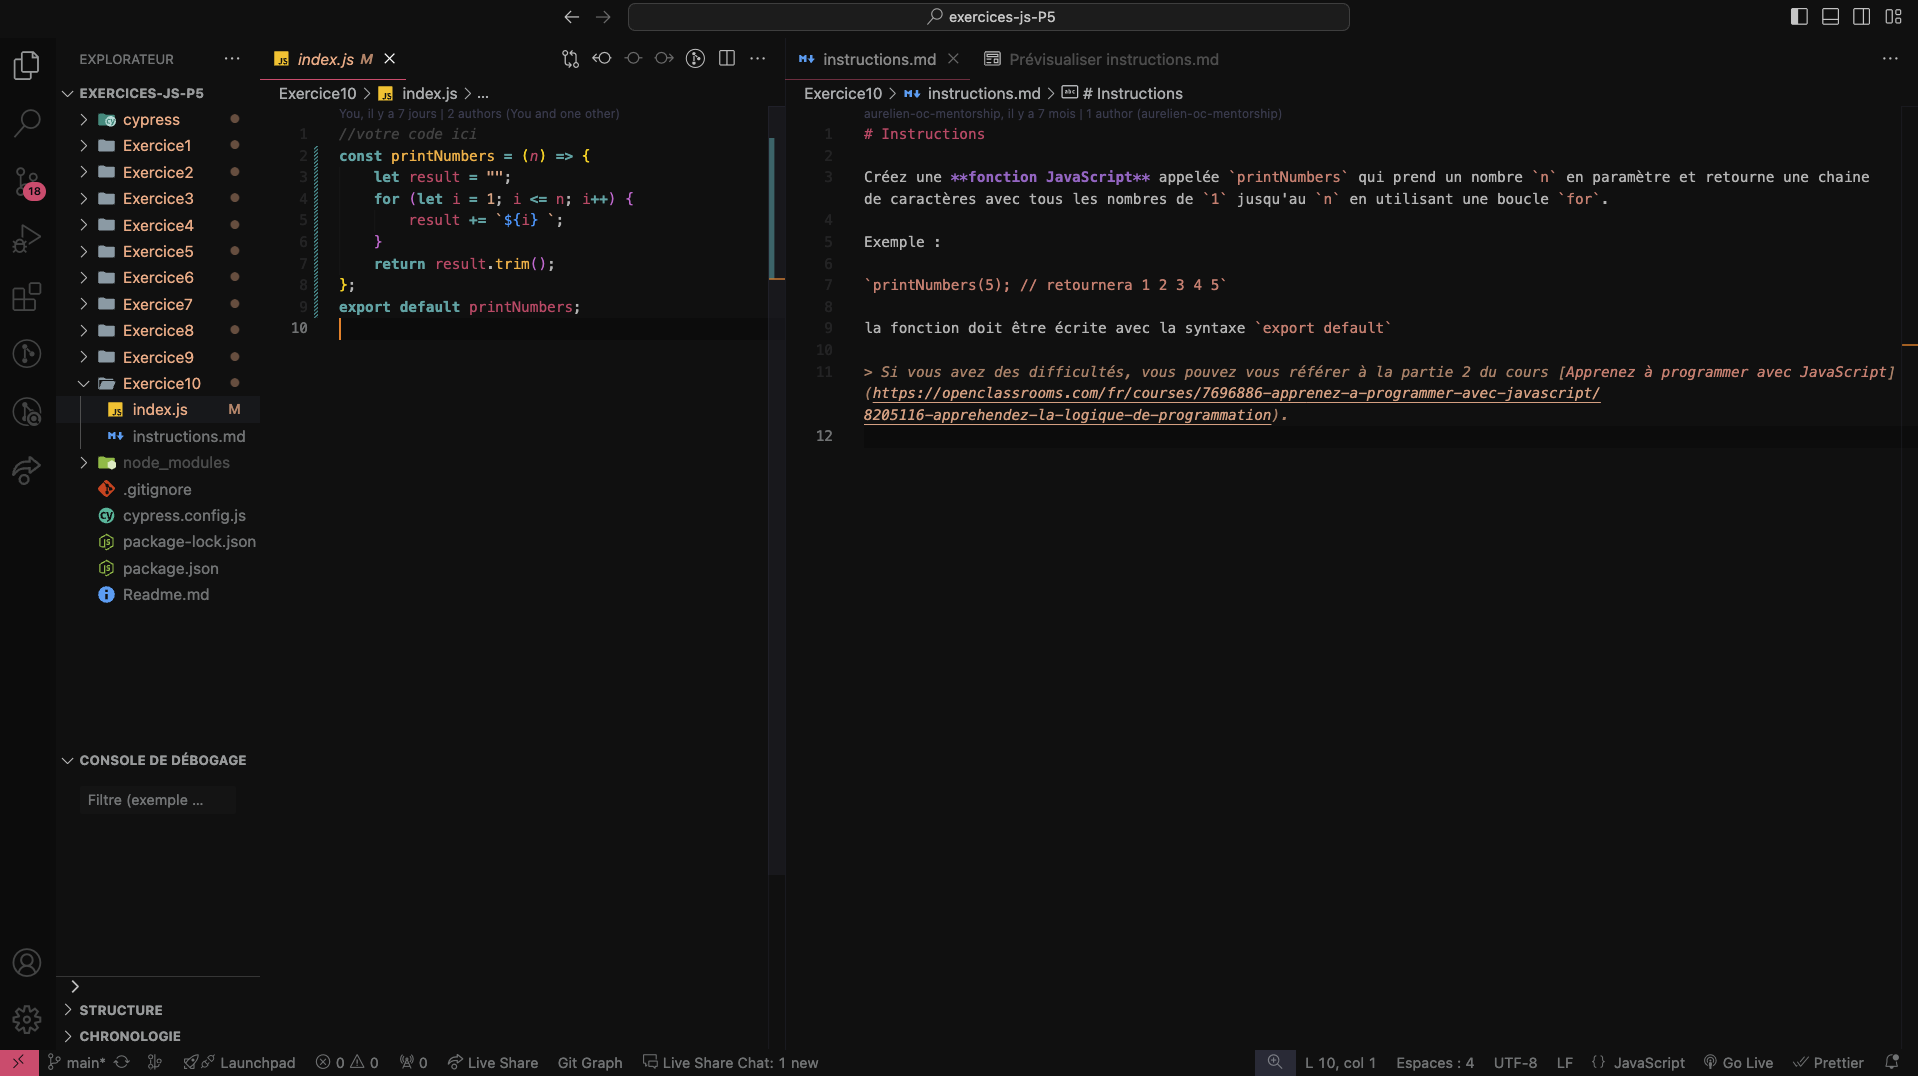 exercices-js-P5
EXPLORATEUR
EXERCICES-JS-P5
cypress
Exercice1
Exercice2
Exercice3
Exercice4
Exercice5
Exercice6
Exercice7
Exercice8
Exercice9
Exercice10
index.js M
instructions.md
node_modules
.gitignore
cypress.config.js
package-lock.json
package.json
Readme.md
CONSOLE DE DÉBOGAGE
Filtre (exemple ...
STRUCTURE
CHRONOLOGIE
18
index.js M
Exercice10 > index.js > ...
You, il y a 7 jours | 2 authors (You and one other)
1 //votre code ici
2 const printNumbers = (n) => {
3 let result = "";
4 for (let i = 1; i <= n; i++) {
5 result += `${i} `;
6 }
7 return result.trim();
8 };
9 export default printNumbers;
10
instructions.md
Prévisualiser instructions.md
Exercice10 > instructions.md > # Instructions
aurelien-oc-mentorship, il y a 7 mois | 1 author (aurelien-oc-mentorship)
1 # Instructions
2
3 Créez une **fonction JavaScript** appelée `printNumbers` qui prend un nombre `n` en paramètre et retourne une chaine
de caractères avec tous les nombres de `1` jusqu'au `n` en utilisant une boucle `for`.
4
5 Exemple :
6
7 `printNumbers(5); // retournera 1 2 3 4 5`
8
9 la fonction doit être écrite avec la syntaxe `export default`
10
11 > Si vous avez des difficultés, vous pouvez vous référer à la partie 2 du cours [Apprenez à programmer avec JavaScript]
(https://openclassrooms.com/fr/courses/7696886-apprenez-a-programmer-avec-javascript/
8205116-apprehendez-la-logique-de-programmation).
12
main* Launchpad 0 0 0 Live Share Git Graph Live Share Chat: 1 new
L 10, col 1 Espaces : 4 UTF-8 LF {} JavaScript Go Live Prettier